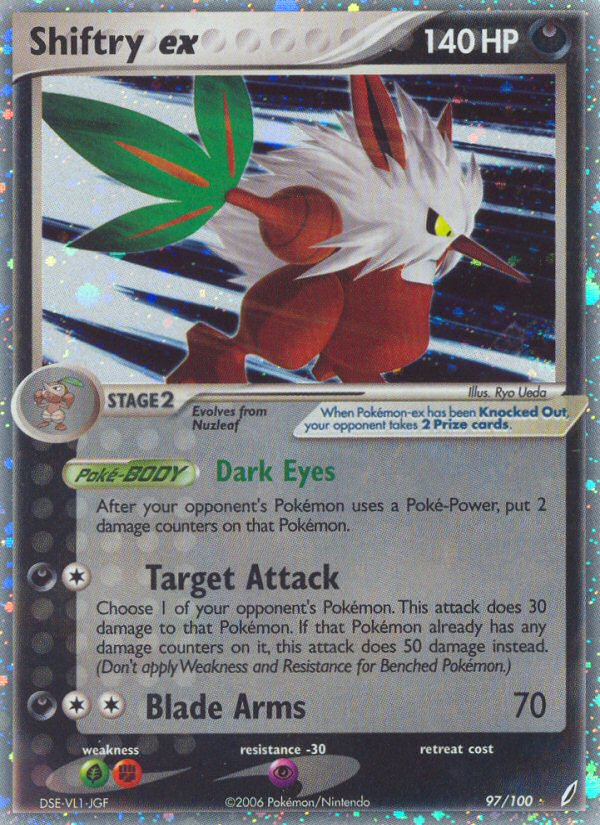 Shiftry ex 140 HP
Illus. Ryo Ueda
STAGE 2
Evolves from
Nuzleaf
When Pokémon-ex has been Knocked Out,
your opponent takes 2 Prize cards.
Poké-BODY Dark Eyes
After your opponent's Pokémon uses a Poké-Power, put 2
damage counters on that Pokémon.
Target Attack
Choose 1 of your opponent's Pokémon. This attack does 30
damage to that Pokémon. If that Pokémon already has any
damage counters on it, this attack does 50 damage instead.
(Don't apply Weakness and Resistance for Benched Pokémon.)
Blade Arms 70
weakness resistance -30 retreat cost
DSE-VL1-JGF ©2006 Pokémon/Nintendo 97/100